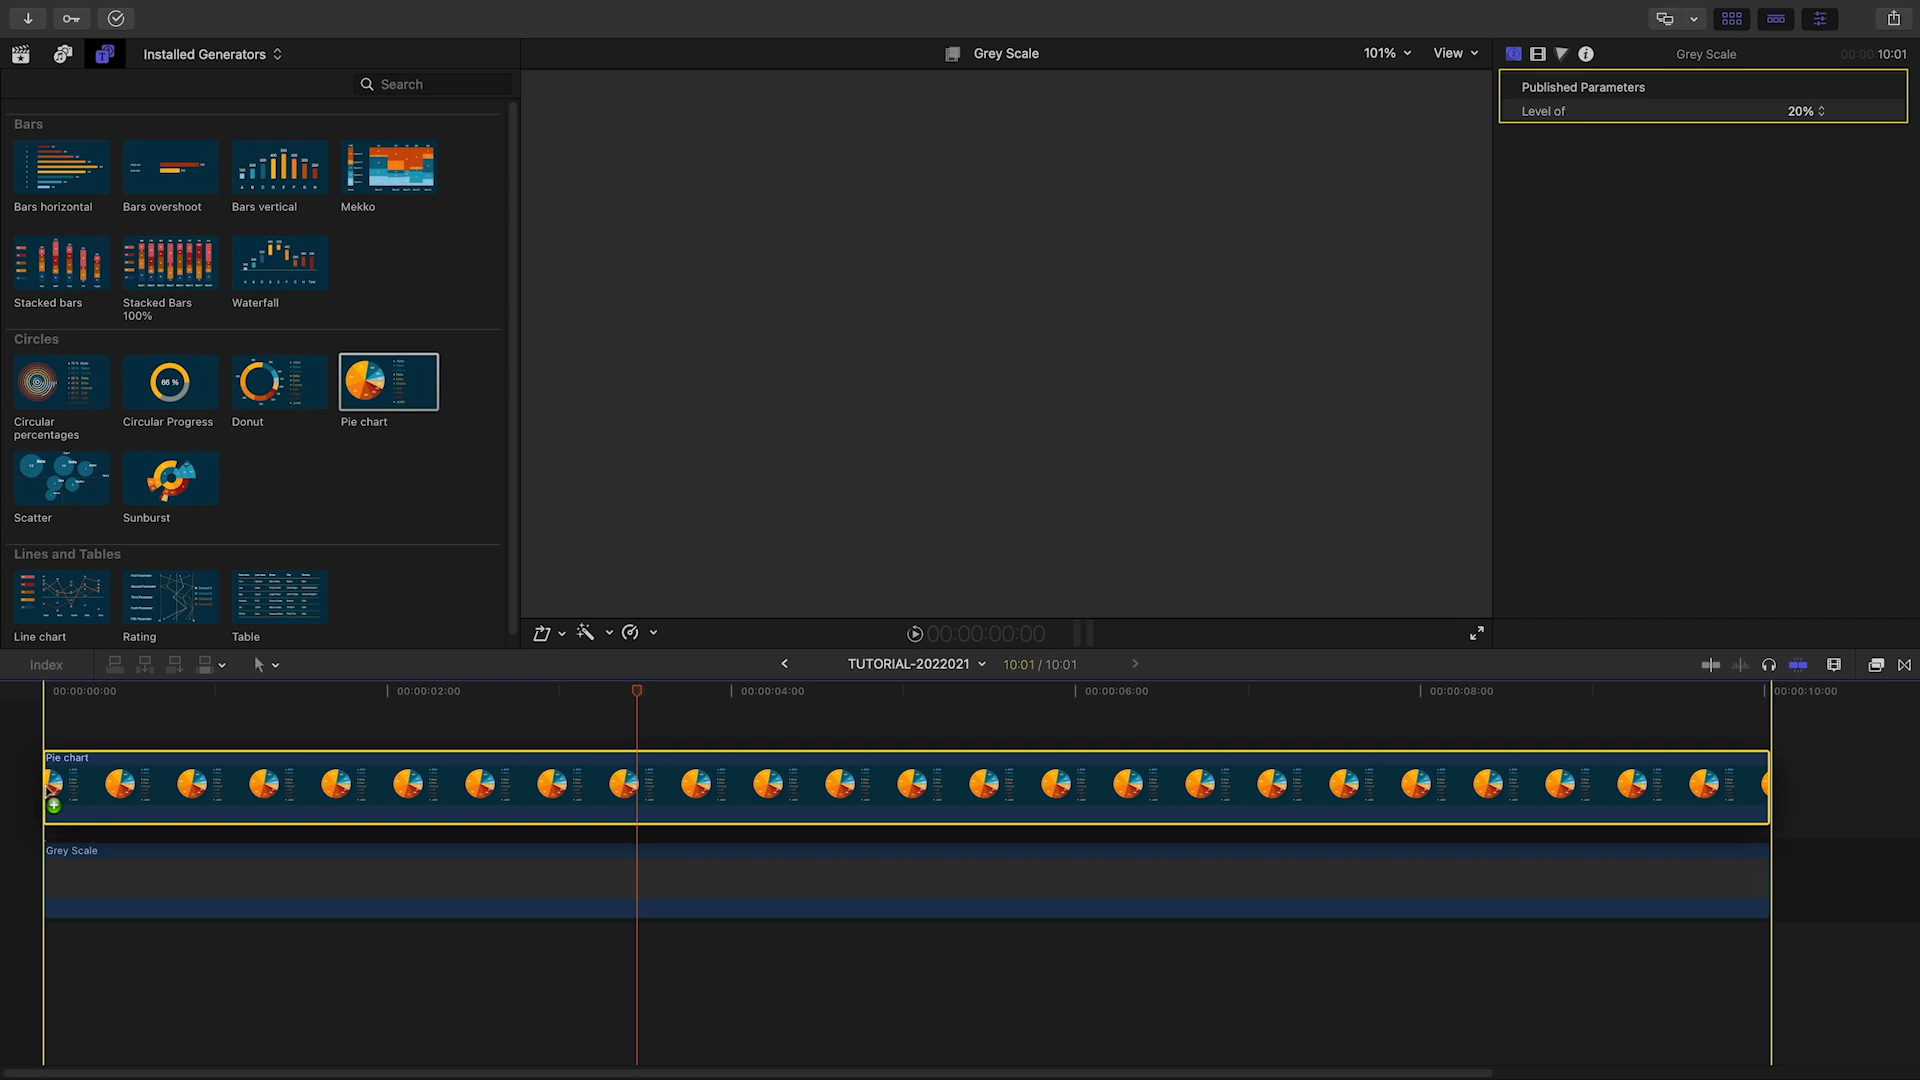 Installed Generators
Grey Scale
101%
View
Grey Scale
00:00:10:01
Search
Published Parameters
Level of
20%
Bars
Bars horizontal
Bars overshoot
Bars vertical
Mekko
Stacked bars
Stacked Bars
100%
Waterfall
Circles
66 %
Circular
percentages
Circular Progress
Donut
Pie chart
Scatter
Sunburst
Lines and Tables
Line chart
Rating
Table
00:00:00:00
Index
TUTORIAL-2022021
10:01 / 10:01
00:00:00:00
00:00:02:00
00:00:04:00
00:00:06:00
00:00:08:00
00:00:10:00
Pie chart
Grey Scale